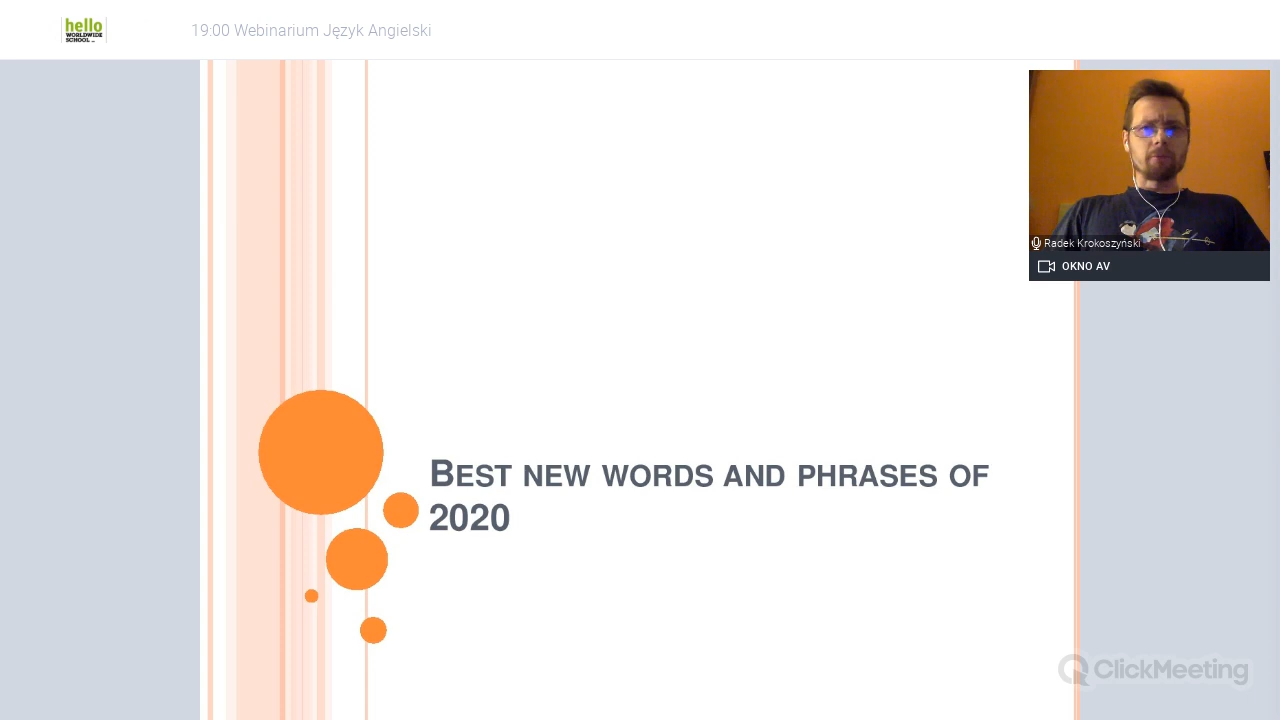 hello
WORLDWIDE
SCHOOL
19:00 Webinarium Język Angielski
Radek Krokoszyński
OKNO AV
BEST NEW WORDS AND PHRASES OF
2020
ClickMeeting